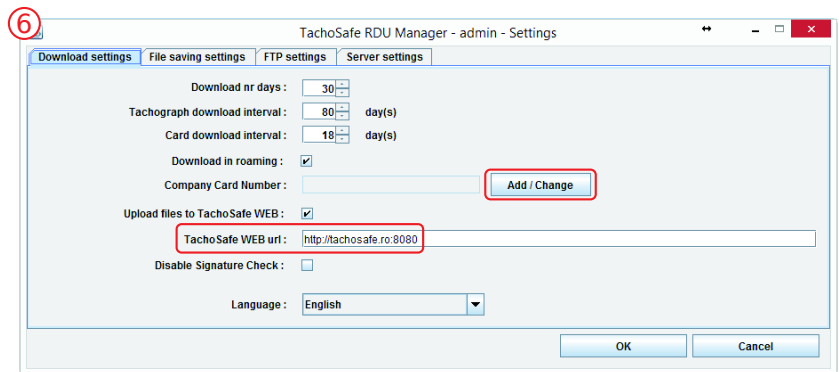 6
TachoSafe RDU Manager - admin - Settings
Download settings File saving settings FTP settings Server settings
Download nr days : 30
Tachograph download interval : 80 day(s)
Card download interval : 18 day(s)
Download in roaming :
Company Card Number : Add / Change
Upload files to TachoSafe WEB :
TachoSafe WEB url : http://tachosafe.ro:8080
Disable Signature Check :
Language : English
OK Cancel